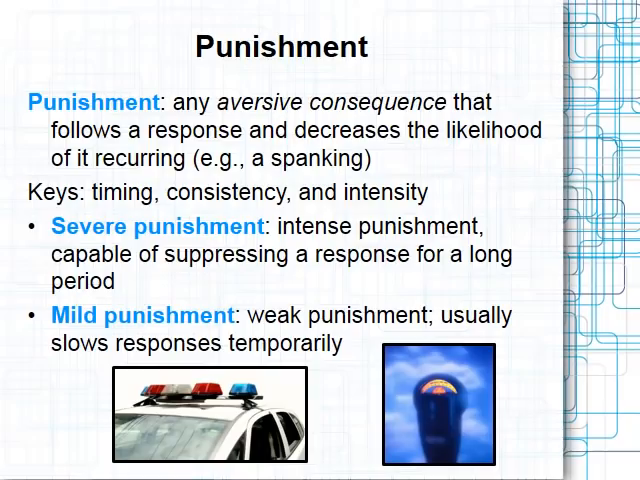 Punishment
Punishment: any aversive consequence that
follows a response and decreases the likelihood
of it recurring (e.g., a spanking)
Keys: timing, consistency, and intensity
• Severe punishment: intense punishment,
capable of suppressing a response for a long
period
• Mild punishment: weak punishment; usually
slows responses temporarily